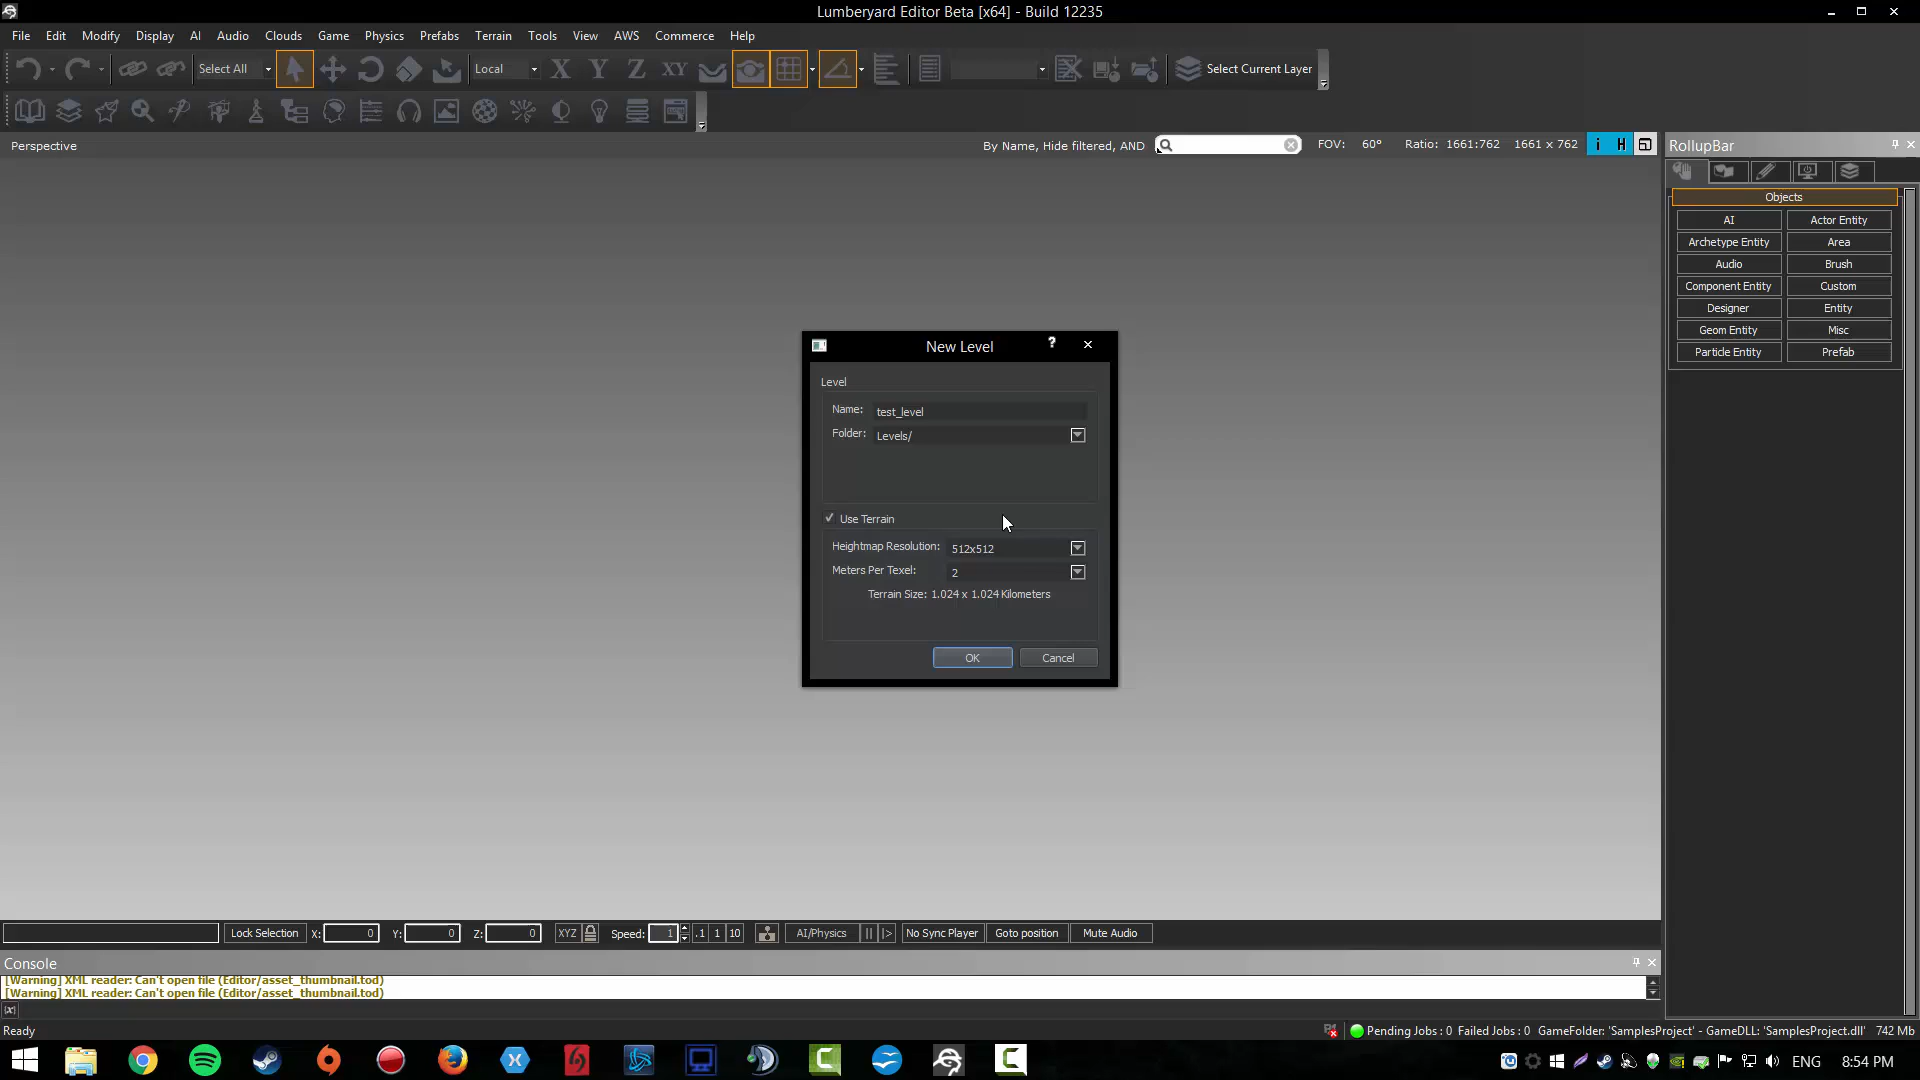 Lumberyard Editor Beta [x64] - Build 12235
File Edit Modify Display AI Audio Clouds Game Physics Prefabs Terrain Tools View AWS Commerce Help
Select All Local X Y Z XY Select Current Layer
Perspective By Name, Hide filtered, AND FOV: 60° Ratio: 1661:762 1661 x 762 i H
RollupBar
Objects
AI Actor Entity
Archetype Entity Area
Audio Brush
Component Entity Custom
Designer Entity
Geom Entity Misc
Particle Entity Prefab
New Level ?
Level
Name: test_level
Folder: Levels/
Use Terrain
Heightmap Resolution: 512x512
Meters Per Texel: 2
Terrain Size: 1.024 x 1.024 Kilometers
OK Cancel
Lock Selection X: 0 Y: 0 Z: 0 XYZ Speed: 1 .1 1 10 AI/Physics No Sync Player Goto position Mute Audio
Console
[Warning] XML reader: Can't open file (Editor/asset_thumbnail.tod)
[Warning] XML reader: Can't open file (Editor/asset_thumbnail.tod)
[x]
Ready Pending Jobs : 0 Failed Jobs : 0 GameFolder: 'SamplesProject' - GameDLL: 'SamplesProject.dll' 742 Mb
ENG 8:54 PM